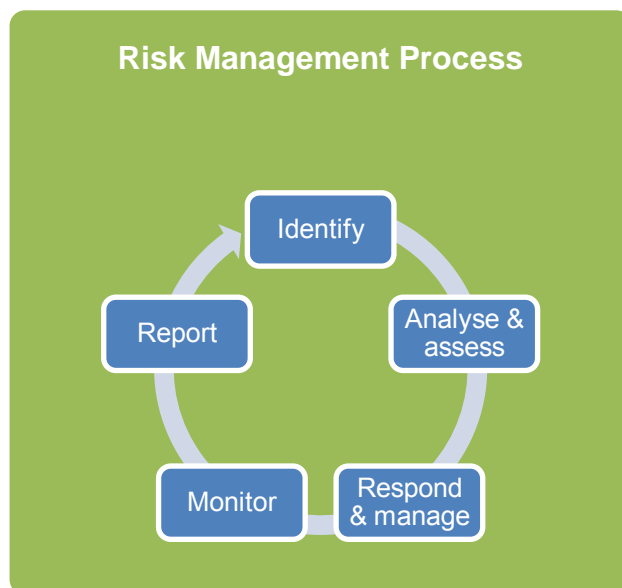 Risk Management Process
Identify
Analyse &
assess
Respond
& manage
Monitor
Report